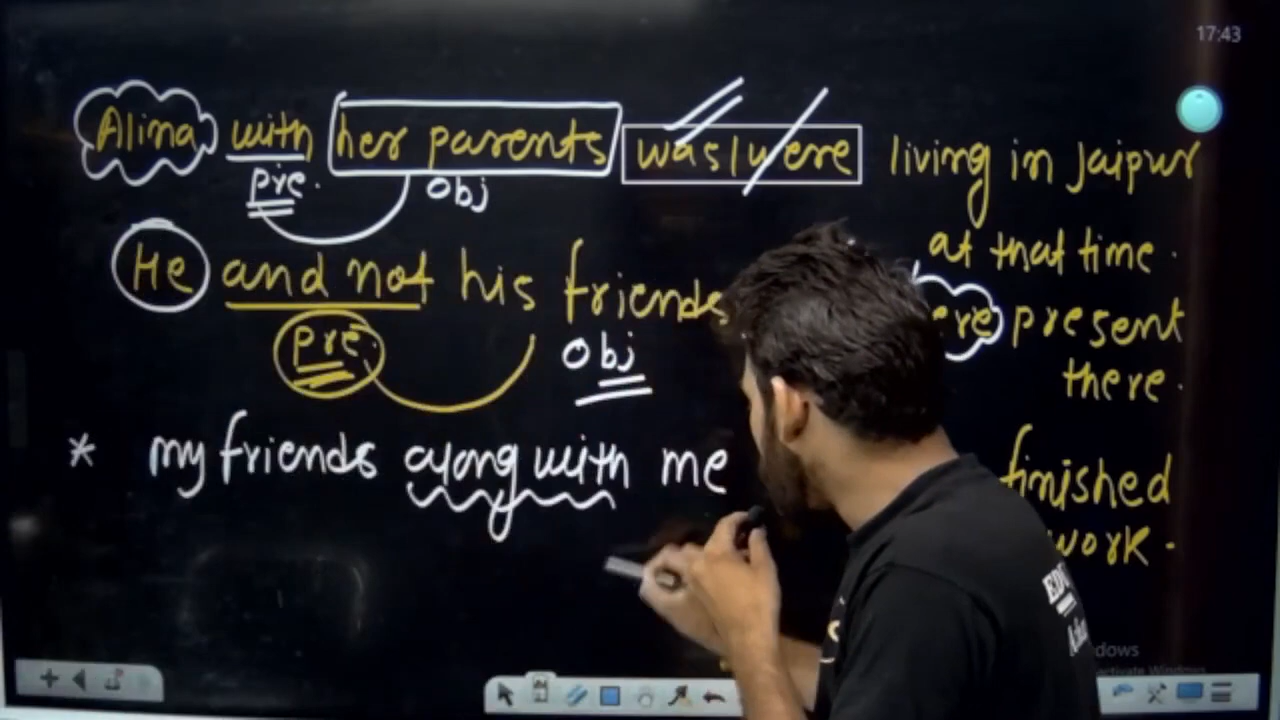 17:43
Alina with her parents was/were living in Jaipur
pre. obj
at that time.
He and not his friends ere present
pre. obj
there.
* my friends along with me finished
work.